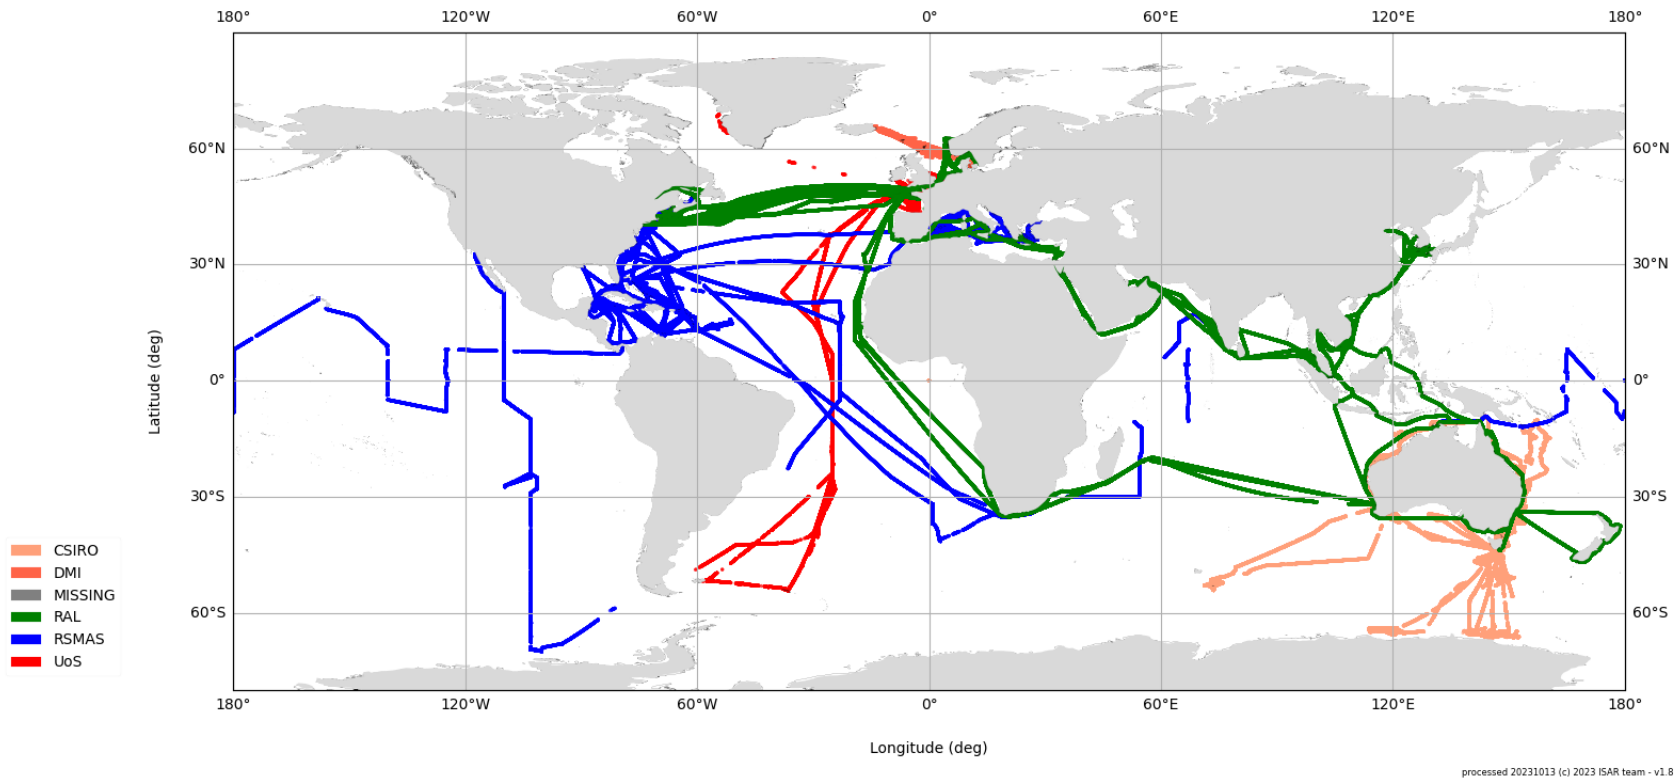 180° 120°W 60°W 0° 60°E 120°E 180°
60°N 60°N
30°N 30°N
0° 0°
30°S 30°S
60°S 60°S
Latitude (deg)
CSIRO
DMI
MISSING
RAL
RSMAS
UoS
180° 120°W 60°W 0° 60°E 120°E 180°
Longitude (deg)
processed 20231013 (c) 2023 ISAR team - v1.8